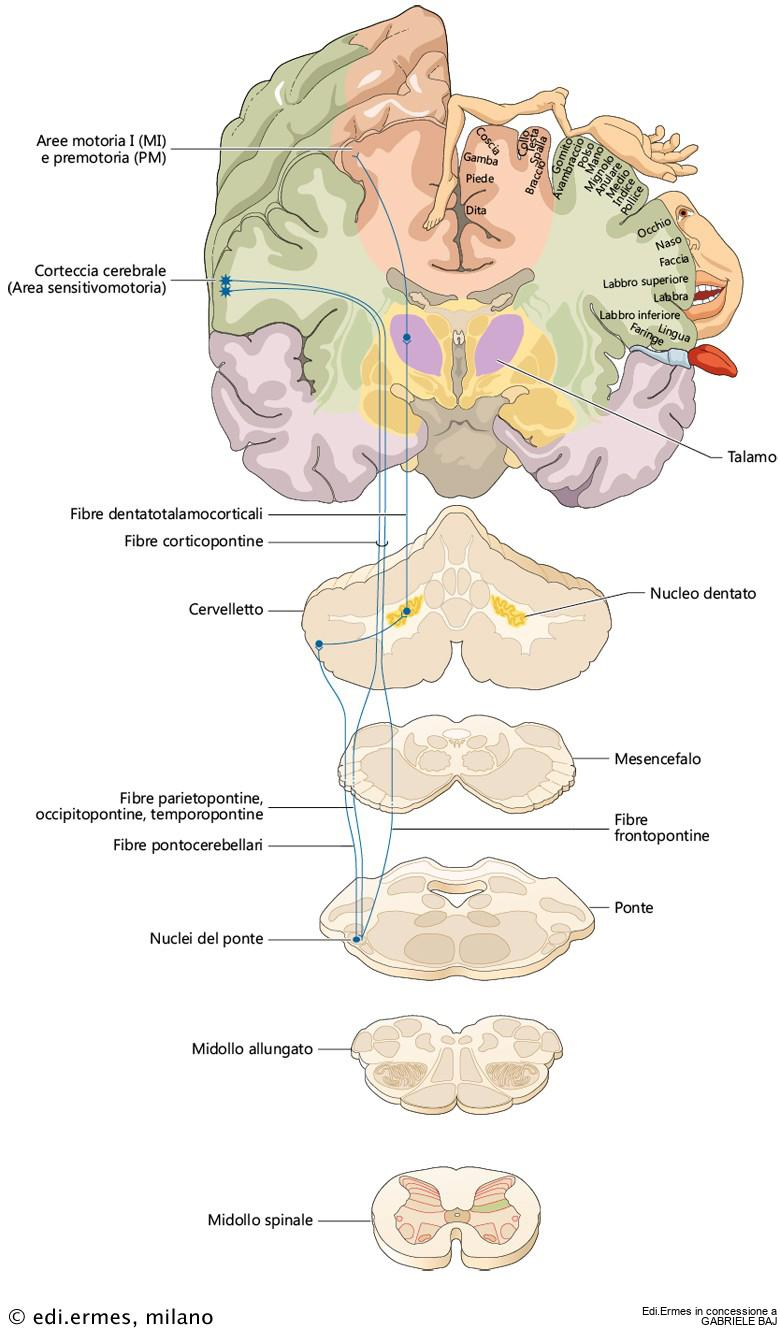 Aree motoria I (MI)
e premotoria (PM)
Coscia
Gamba
Piede
Dita
Collo
Testa
Spalla
Braccio
Gomito
Avambraccio
Polso
Mano
Mignolo
Anulare
Medio
Indice
Pollice
Occhio
Naso
Faccia
Labbro superiore
Labbra
Labbro inferiore
Lingua
Faringe
Corteccia cerebrale
(Area sensitivomotoria)
Talamo
Fibre dentatotalamocorticali
Fibre corticopontine
Cervelletto
Nucleo dentato
Mesencefalo
Fibre parietopontine,
occipitopontine, temporopontine
Fibre pontocerebellari
Fibre
frontopontine
Ponte
Nuclei del ponte
Midollo allungato
Midollo spinale
© edi.ermes, milano
Edi.Ermes in concessione a
GABRIELE BAJ